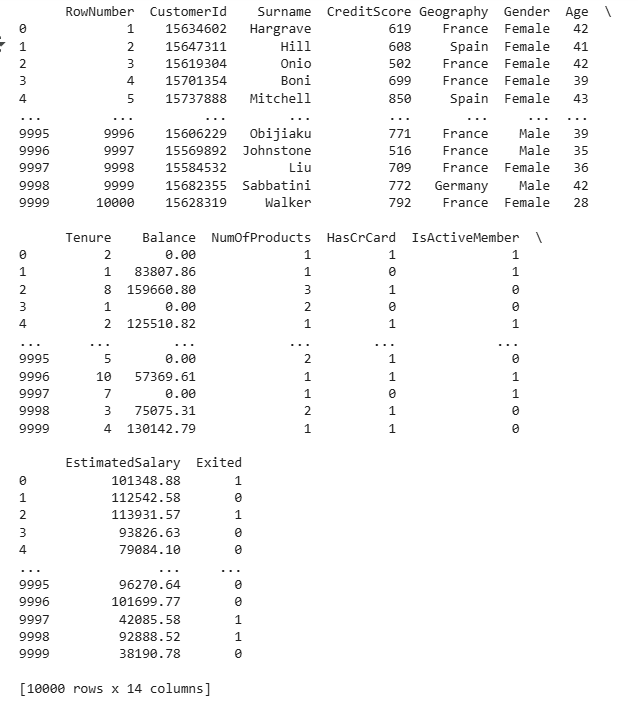 RowNumber  CustomerId    Surname  CreditScore Geography  Gender  Age  \
0             1    15634602   Hargrave          619    France  Female   42
1             2    15647311       Hill          608     Spain  Female   41
2             3    15619304       Onio          502    France  Female   42
3             4    15701354       Boni          699    France  Female   39
4             5    15737888   Mitchell          850     Spain  Female   43
...         ...         ...        ...          ...       ...     ...  ...
9995       9996    15606229   Obijiaku          771    France    Male   39
9996       9997    15569892  Johnstone          516    France    Male   35
9997       9998    15584532        Liu          709    France  Female   36
9998       9999    15682355  Sabbatini          772   Germany    Male   42
9999      10000    15628319     Walker          792    France  Female   28

      Tenure    Balance  NumOfProducts  HasCrCard  IsActiveMember  \
0          2       0.00              1          1               1
1          1   83807.86              1          0               1
2          8  159660.80              3          1               0
3          1       0.00              2          0               0
4          2  125510.82              1          1               1
...      ...        ...            ...        ...             ...
9995       5       0.00              2          1               0
9996      10   57369.61              1          1               1
9997       7       0.00              1          0               1
9998       3   75075.31              2          1               0
9999       4  130142.79              1          1               0

      EstimatedSalary  Exited
0           101348.88       1
1           112542.58       0
2           113931.57       1
3            93826.63       0
4            79084.10       0
...               ...     ...
9995         96270.64       0
9996        101699.77       0
9997         42085.58       1
9998         92888.52       1
9999         38190.78       0

[10000 rows x 14 columns]